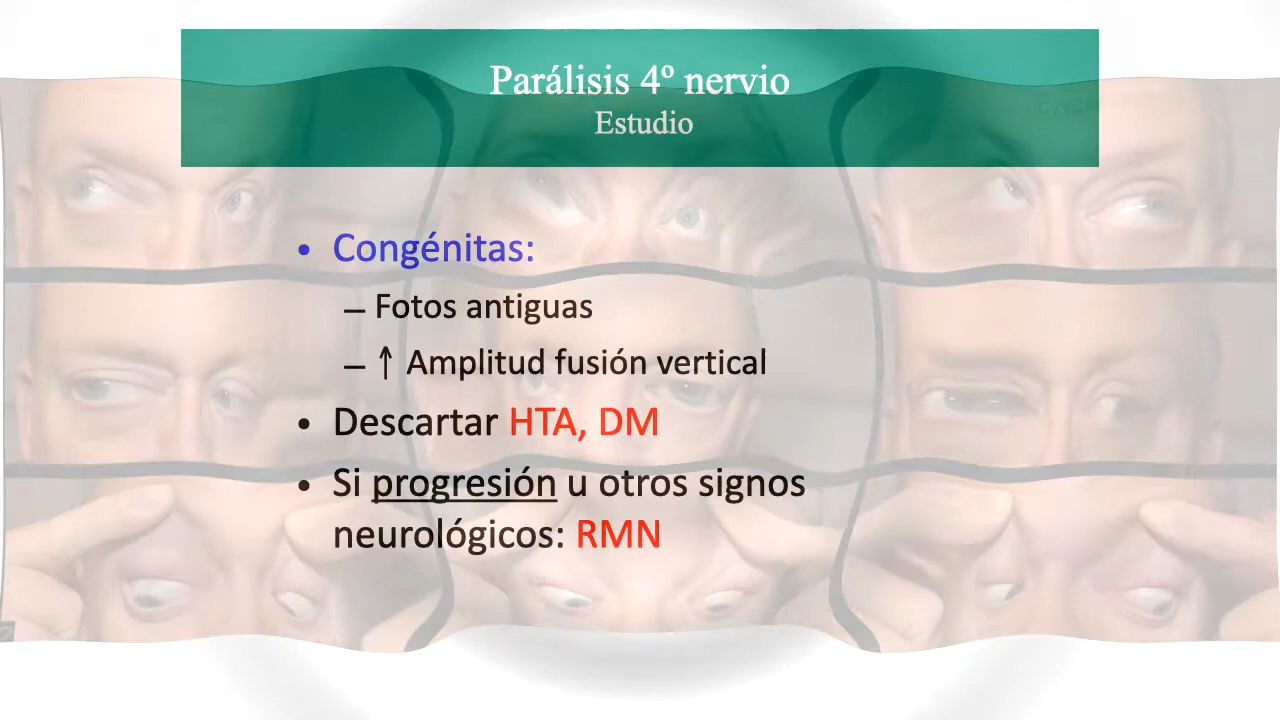 Parálisis 4º nervio
Estudio
• Congénitas:
– Fotos antiguas
– ↑ Amplitud fusión vertical
• Descartar HTA, DM
• Si progresión u otros signos
neurológicos: RMN